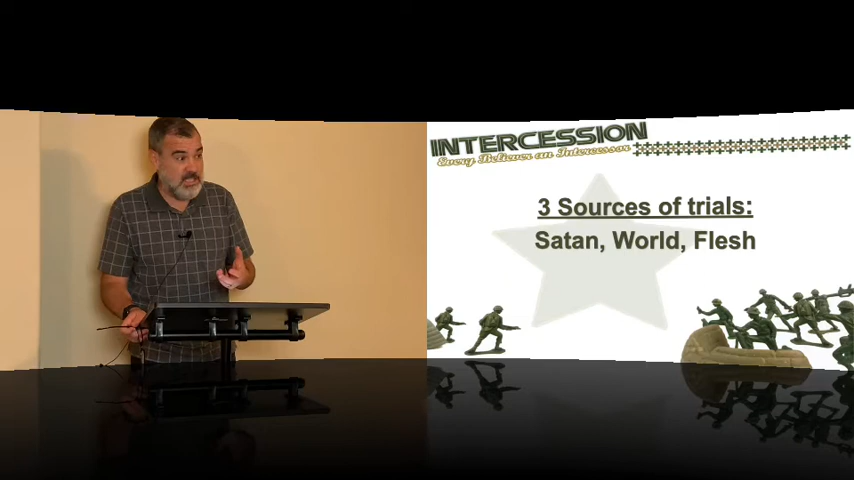 INTERCESSION
Every Believer an Intercessor
3 Sources of trials:
Satan, World, Flesh